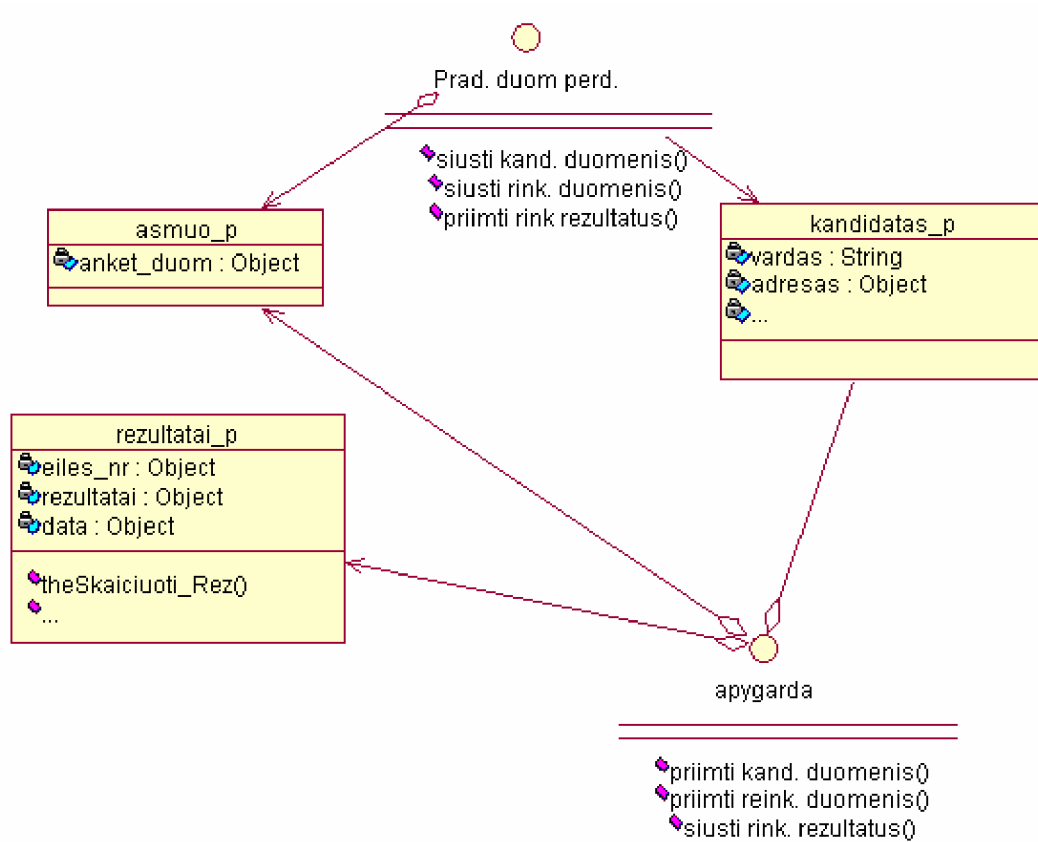 Prad. duom perd.
siusti kand. duomenis()
siusti rink. duomenis()
priimti rink rezultatus()
asmuo_p
anket_duom : Object
kandidatas_p
vardas : String
adresas : Object
...
rezultatai_p
eiles_nr : Object
rezultatai : Object
data : Object
theSkaiciuoti_Rez()
...
apygarda
priimti kand. duomenis()
priimti reink. duomenis()
siusti rink. rezultatus()